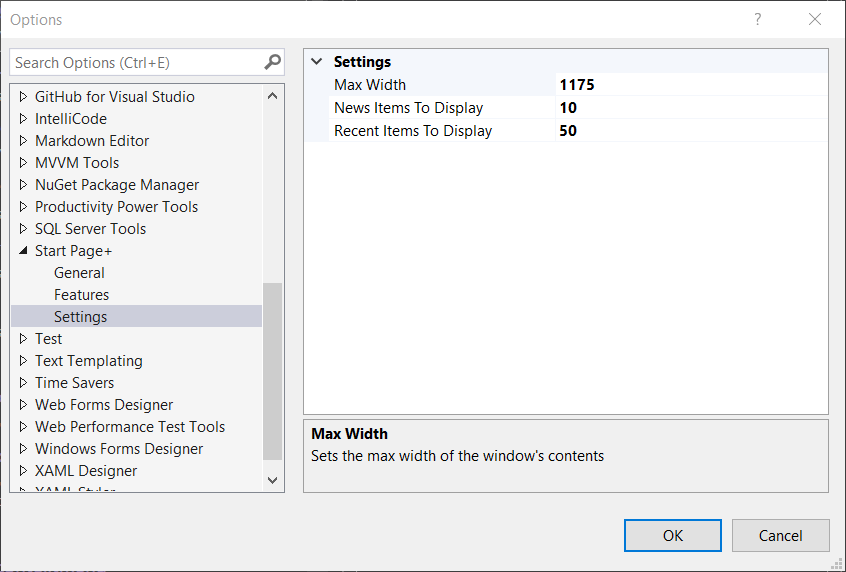 Options
?
Search Options (Ctrl+E)
GitHub for Visual Studio
IntelliCode
Markdown Editor
MVVM Tools
NuGet Package Manager
Productivity Power Tools
SQL Server Tools
Start Page+
General
Features
Settings
Test
Text Templating
Time Savers
Web Forms Designer
Web Performance Test Tools
Windows Forms Designer
XAML Designer
XAML Styler
Settings
Max Width 1175
News Items To Display 10
Recent Items To Display 50
Max Width
Sets the max width of the window's contents
OK Cancel